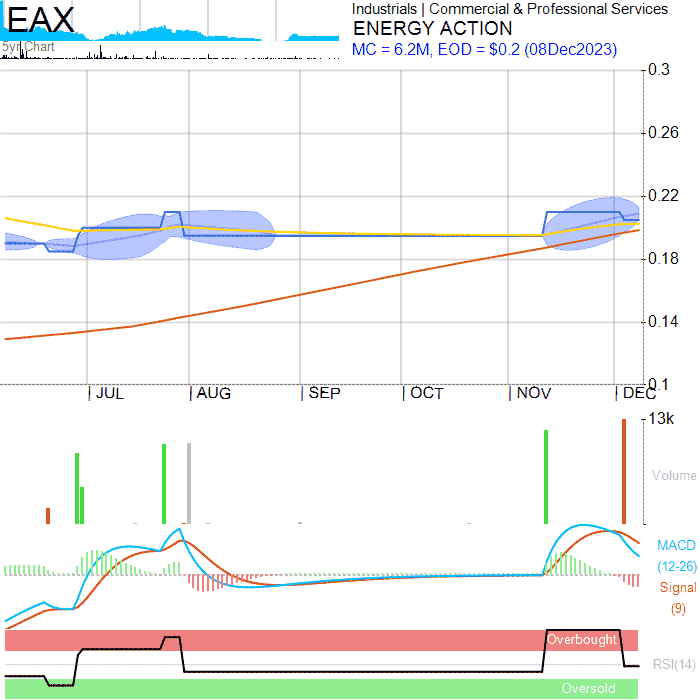 EAX
Industrials | Commercial & Professional Services
ENERGY ACTION
5yr Chart
MC = 6.2M, EOD = $0.2 (08Dec2023)
0.3
0.26
0.22
0.18
0.14
0.1
JUL AUG SEP OCT NOV DEC
13k
Volume
MACD
(12-26)
Signal
(9)
Overbought
RSI(14)
Oversold